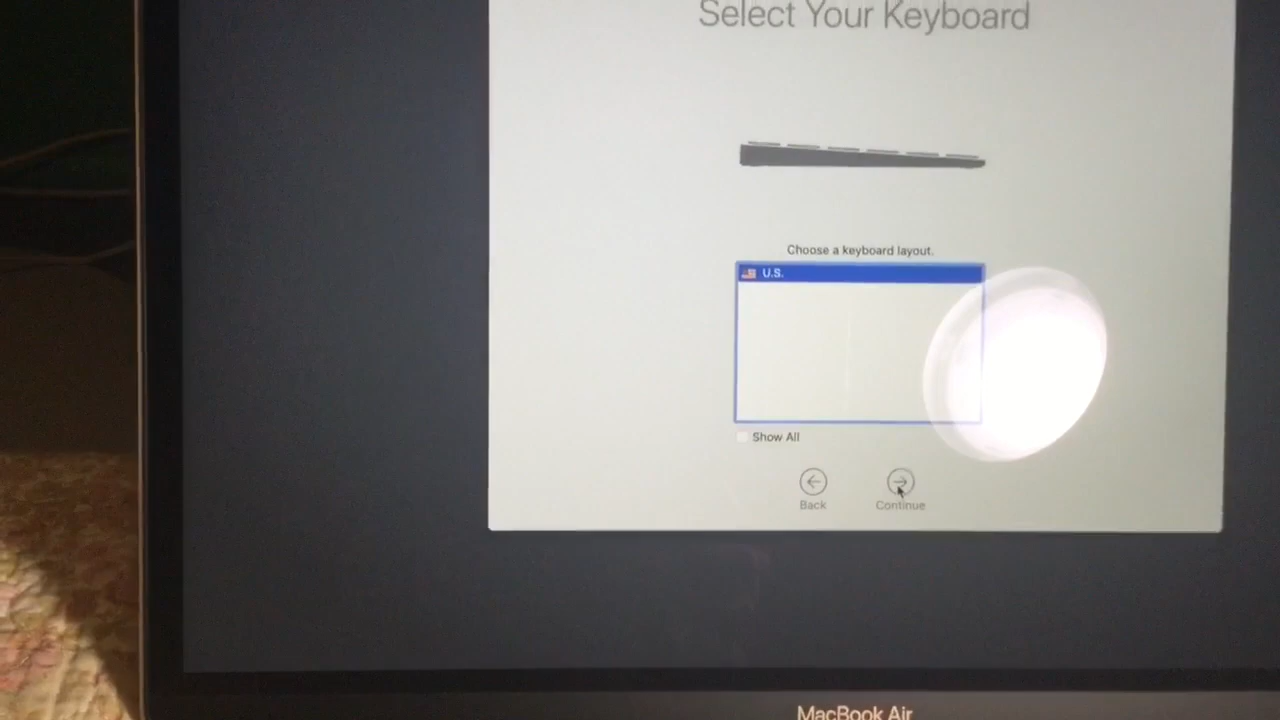 Select Your Keyboard
Choose a keyboard layout.
U.S.
Show All
Back
Continue
MacBook Air